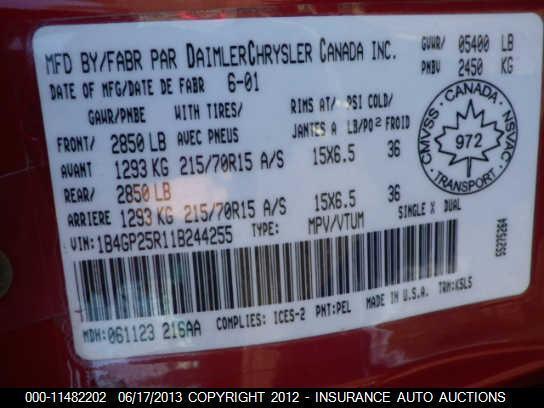 MFD BY/FABR PAR DAIMLERCHRYSLER CANADA INC.
GVWR/ 05400 LB
PNBV 2450 KG
DATE OF MFG/DATE DE FABR 6-01
GAWR/PNBE WITH TIRES/ RIMS AT/ PSI COLD/
AVEC PNEUS JANTES A LB/PO2 FROID
FRONT/ 2850 LB
AVANT 1293 KG 215/70R15 A/S 15X6.5 36
REAR/ 2850 LB
ARRIERE 1293 KG 215/70R15 A/S 15X6.5 36
VIN: 1B4GP25R11B244255 TYPE: MPV/VTUM SINGLE X DUAL
CANADA
CMVSS 972 NSVAC
TRANSPORT
55275264
MDH: 061123 216AA COMPLIES: ICES-2 PNT:PEL MADE IN U.S.A. TRM:KSL5
000-11482202 06/17/2013 COPYRIGHT 2012 - INSURANCE AUTO AUCTIONS